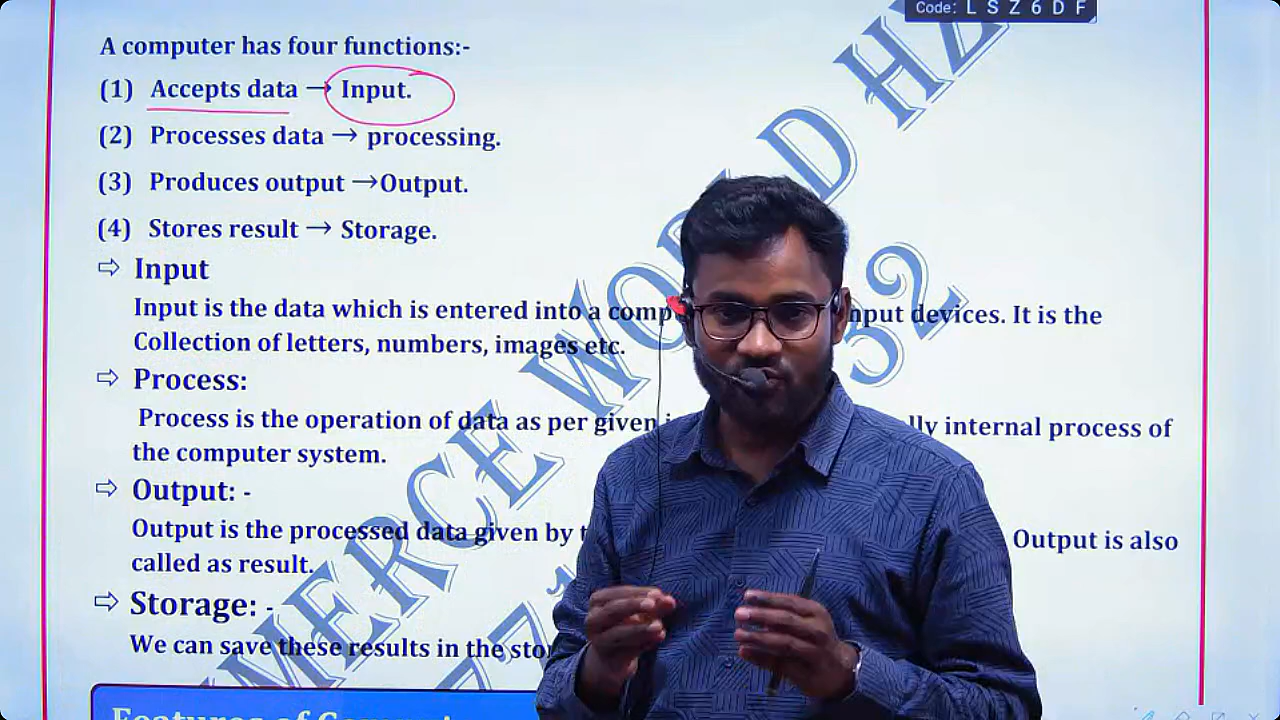 Code: L S Z 6 D F
A computer has four functions:-
(1) Accepts data → Input.
(2) Processes data → processing.
(3) Produces output →Output.
(4) Stores result → Storage.
⇨ Input
Input is the data which is entered into a input devices. It is the
Collection of letters, numbers, images etc.
⇨ Process:
Process is the operation of data as per given internal process of
the computer system.
⇨ Output: -
Output is the processed data given by Output is also
called as result.
⇨ Storage: -
We can save these results in the
Features of